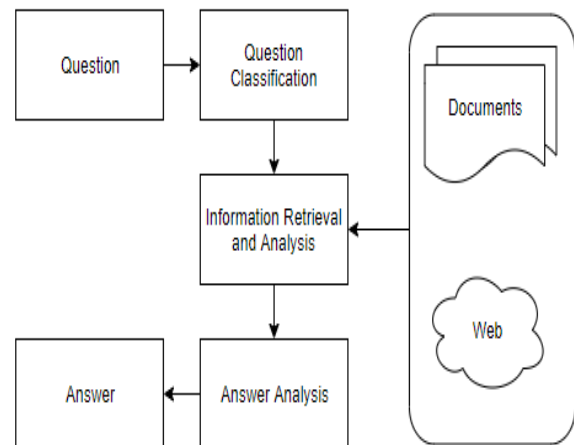 Question
Question
Classification
Documents
Information Retrieval
and Analysis
Web
Answer
Answer Analysis